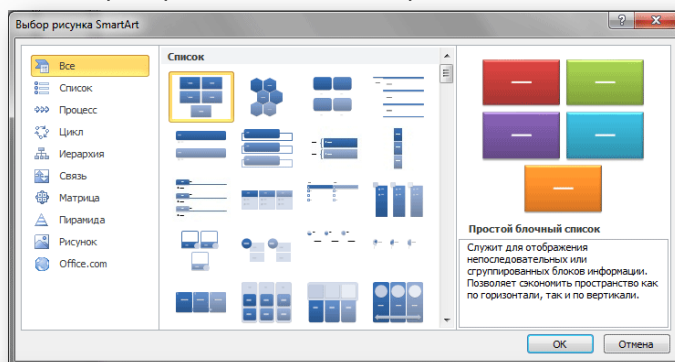 Выбор рисунка SmartArt
Все
Список
Процесс
Цикл
Иерархия
Связь
Матрица
Пирамида
Рисунок
Office.com
Список
Простой блочный список
Служит для отображения
непоследовательных или
сгруппированных блоков информации.
Позволяет сэкономить пространство как
по горизонтали, так и по вертикали.
ОК
Отмена